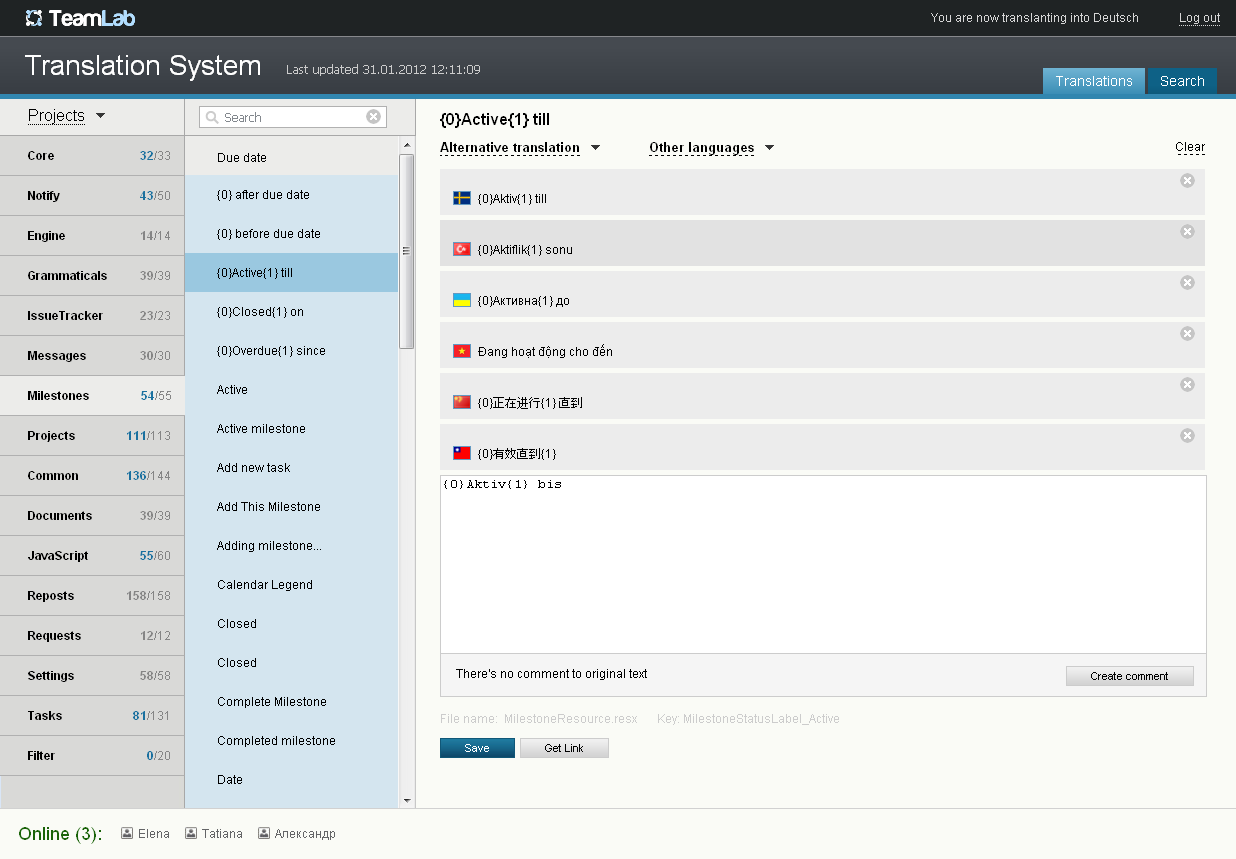 TeamLab
You are now translanting into Deutsch
Log out
Translation System
Last updated 31.01.2012 12:11:09
Translations
Search
Projects
Core 32/33
Notify 43/50
Engine 14/14
Grammaticals 39/39
IssueTracker 23/23
Messages 30/30
Milestones 54/55
Projects 111/113
Common 136/144
Documents 39/39
JavaScript 55/60
Reposts 158/158
Requests 12/12
Settings 58/58
Tasks 81/131
Filter 0/20
Search
Due date
{0} after due date
{0} before due date
{0}Active{1} till
{0}Closed{1} on
{0}Overdue{1} since
Active
Active milestone
Add new task
Add This Milestone
Adding milestone...
Calendar Legend
Closed
Closed
Complete Milestone
Completed milestone
Date
{0}Active{1} till
Alternative translation
Other languages
Clear
{0}Aktiv{1} till
{0}Aktiflik{1} sonu
{0}Активна{1} до
Đang hoạt động cho đến
{0}正在进行{1}直到
{0}有效直到{1}
{0}Aktiv{1} bis
There's no comment to original text
Create comment
File name: MilestoneResource.resx Key: MilestoneStatusLabel_Active
Save
Get Link
Online (3): Elena Tatiana Александр